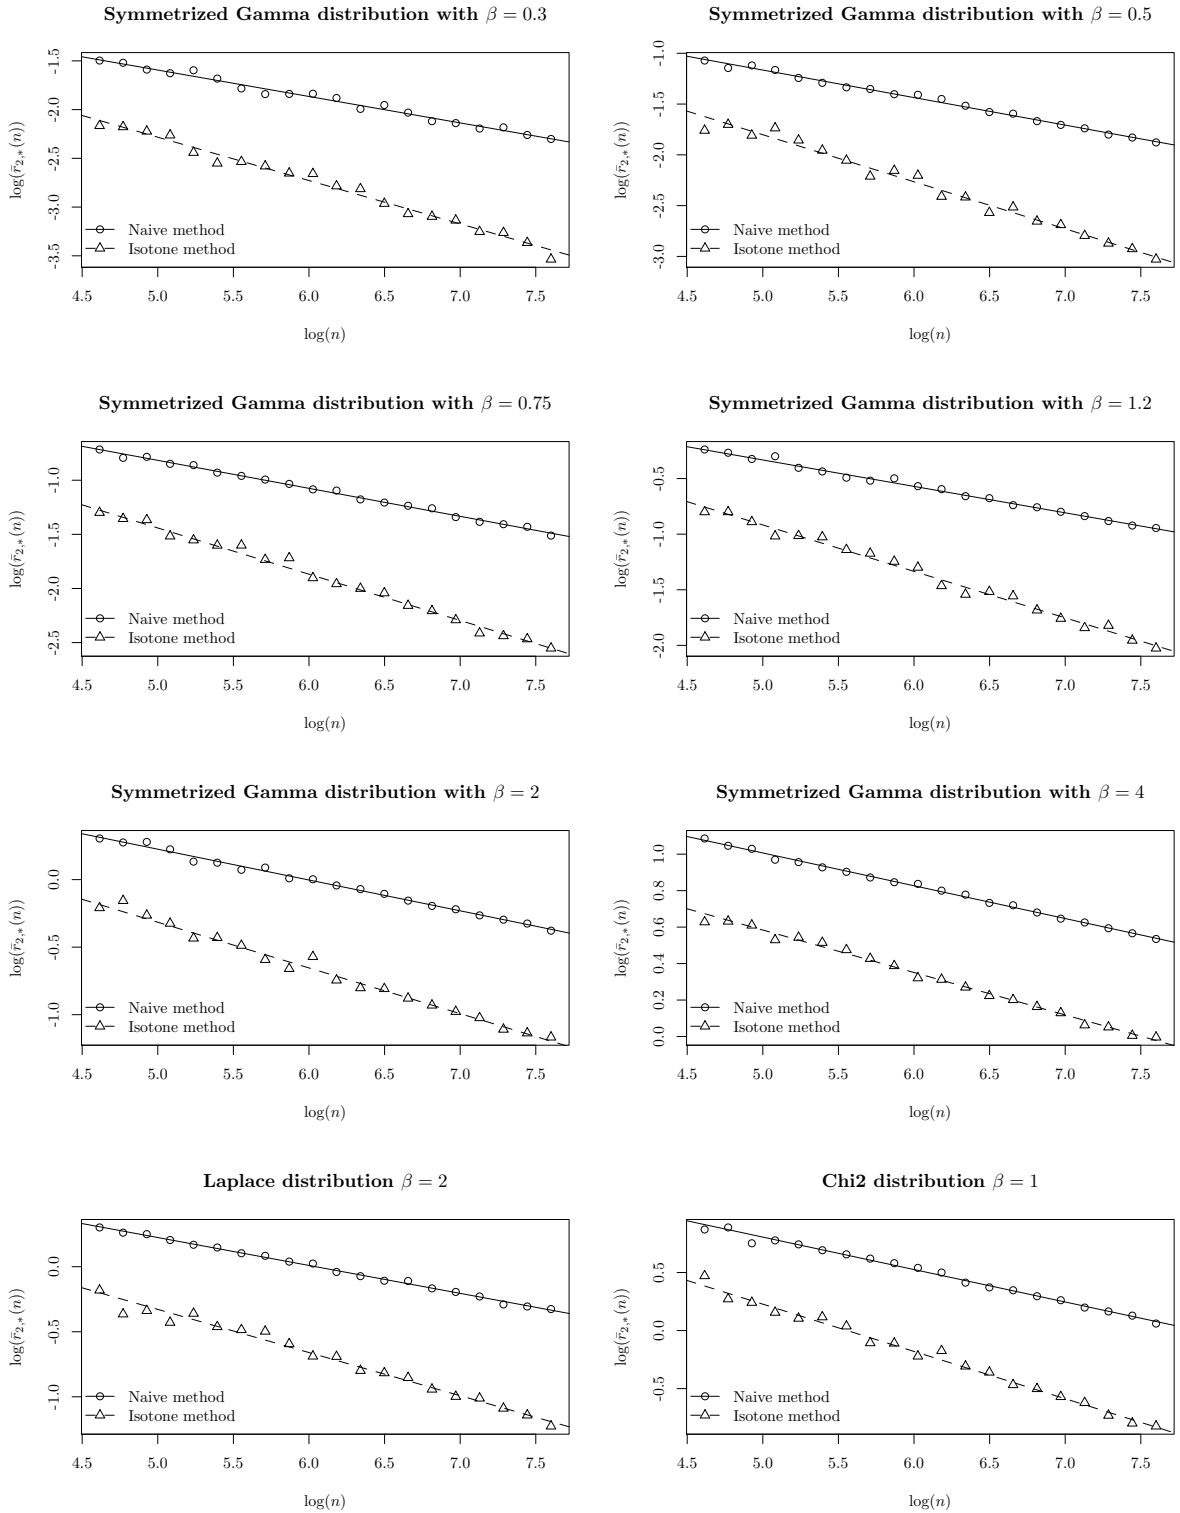 Symmetrized Gamma distribution with β = 0.3
log(r̄₂,*(n))
-1.5
-2.0
-2.5
-3.0
-3.5
Naive method
Isotone method
4.5 5.0 5.5 6.0 6.5 7.0 7.5
log(n)
Symmetrized Gamma distribution with β = 0.5
log(r̄₂,*(n))
-1.0
-1.5
-2.0
-2.5
-3.0
Naive method
Isotone method
4.5 5.0 5.5 6.0 6.5 7.0 7.5
log(n)
Symmetrized Gamma distribution with β = 0.75
log(r̄₂,*(n))
-1.0
-1.5
-2.0
-2.5
Naive method
Isotone method
4.5 5.0 5.5 6.0 6.5 7.0 7.5
log(n)
Symmetrized Gamma distribution with β = 1.2
log(r̄₂,*(n))
-0.5
-1.0
-1.5
-2.0
Naive method
Isotone method
4.5 5.0 5.5 6.0 6.5 7.0 7.5
log(n)
Symmetrized Gamma distribution with β = 2
log(r̄₂,*(n))
0.0
-0.5
-1.0
Naive method
Isotone method
4.5 5.0 5.5 6.0 6.5 7.0 7.5
log(n)
Symmetrized Gamma distribution with β = 4
log(r̄₂,*(n))
1.0
0.8
0.6
0.4
0.2
0.0
Naive method
Isotone method
4.5 5.0 5.5 6.0 6.5 7.0 7.5
log(n)
Laplace distribution β = 2
log(r̄₂,*(n))
0.0
-0.5
-1.0
Naive method
Isotone method
4.5 5.0 5.5 6.0 6.5 7.0 7.5
log(n)
Chi2 distribution β = 1
log(r̄₂,*(n))
0.5
0.0
-0.5
Naive method
Isotone method
4.5 5.0 5.5 6.0 6.5 7.0 7.5
log(n)